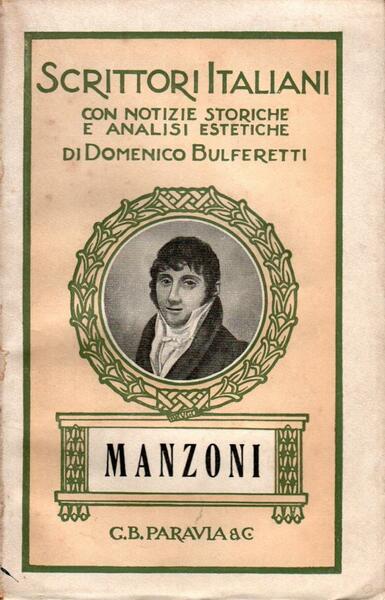 SCRITTORI ITALIANI
CON NOTIZIE STORICHE
E ANALISI ESTETICHE
DI DOMENICO BULFERETTI
MANZONI
G. B. PARAVIA & C.